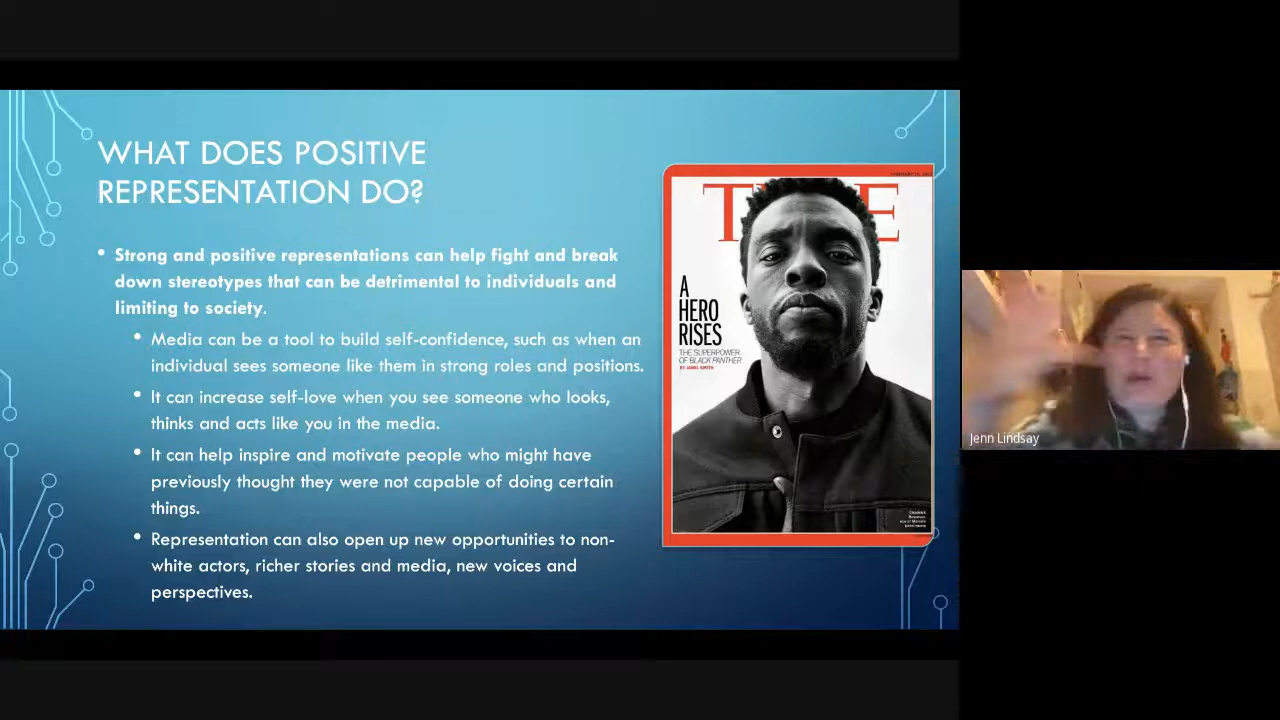 WHAT DOES POSITIVE
REPRESENTATION DO?
• Strong and positive representations can help fight and break
down stereotypes that can be detrimental to individuals and
limiting to society.
• Media can be a tool to build self-confidence, such as when an
individual sees someone like them in strong roles and positions.
• It can increase self-love when you see someone who looks,
thinks and acts like you in the media.
• It can help inspire and motivate people who might have
previously thought they were not capable of doing certain
things.
• Representation can also open up new opportunities to non-
white actors, richer stories and media, new voices and
perspectives.
TIME
A
HERO
RISES
THE SUPERPOWER
OF BLACK PANTHER
BY JAMIL SMITH
Jenn Lindsay